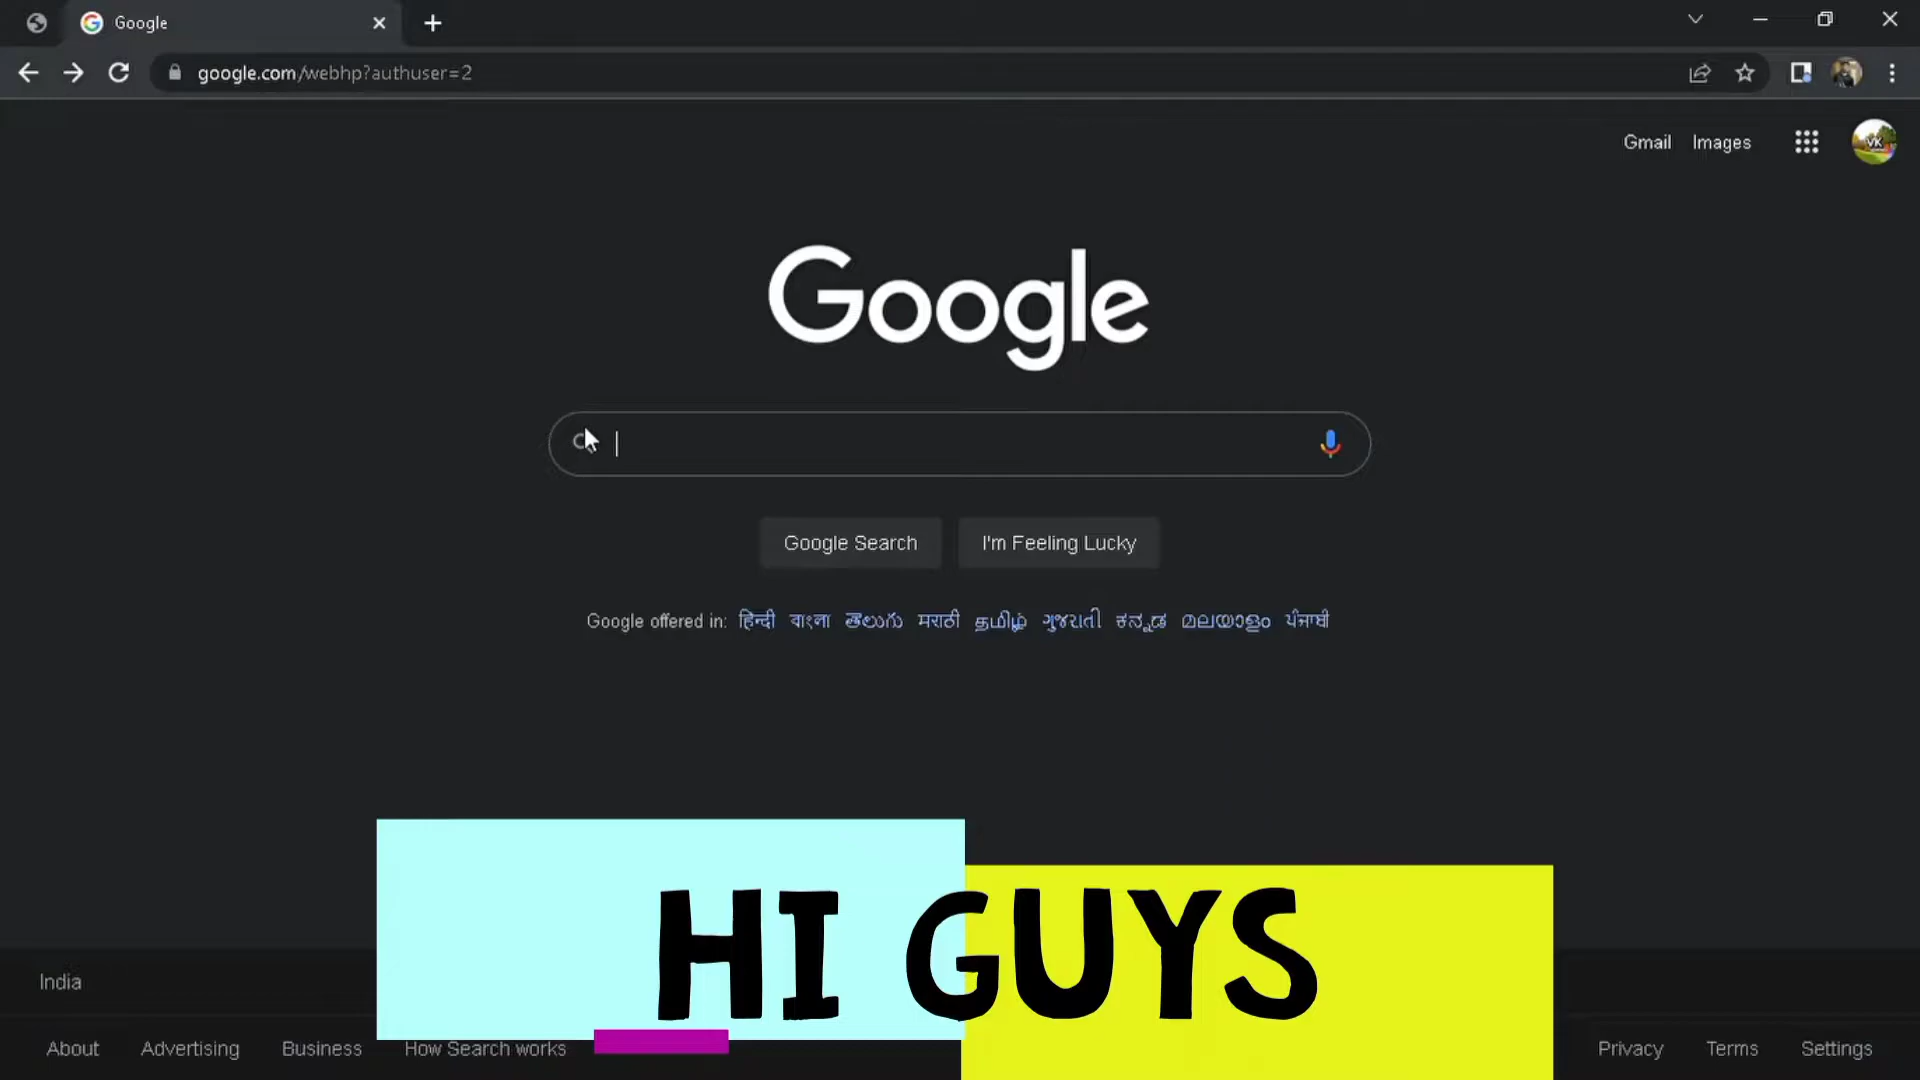 Google
google.com/webhp?authuser=2
Gmail Images
VK
Google
Google Search I'm Feeling Lucky
Google offered in: हिन्दी বাংলা తెలుగు मराठी தமிழ் ગુજરાતી ಕನ್ನಡ മലയാളം ਪੰਜਾਬੀ
HI GUYS
India
About Advertising Business How Search works Privacy Terms Settings